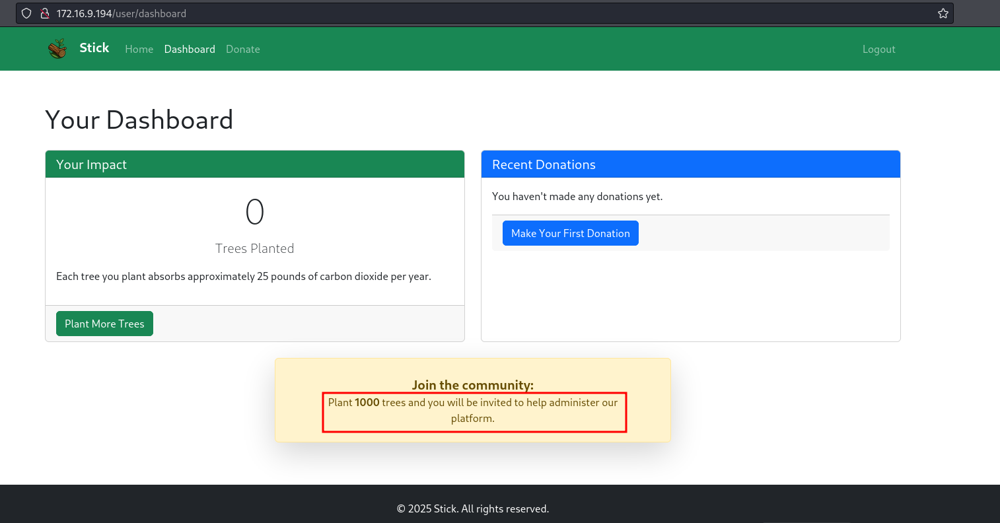 172.16.9.194/user/dashboard
Stick Home Dashboard Donate Logout
Your Dashboard
Your Impact
0
Trees Planted
Each tree you plant absorbs approximately 25 pounds of carbon dioxide per year.
Plant More Trees
Recent Donations
You haven't made any donations yet.
Make Your First Donation
Join the community:
Plant 1000 trees and you will be invited to help administer our
platform.
© 2025 Stick. All rights reserved.